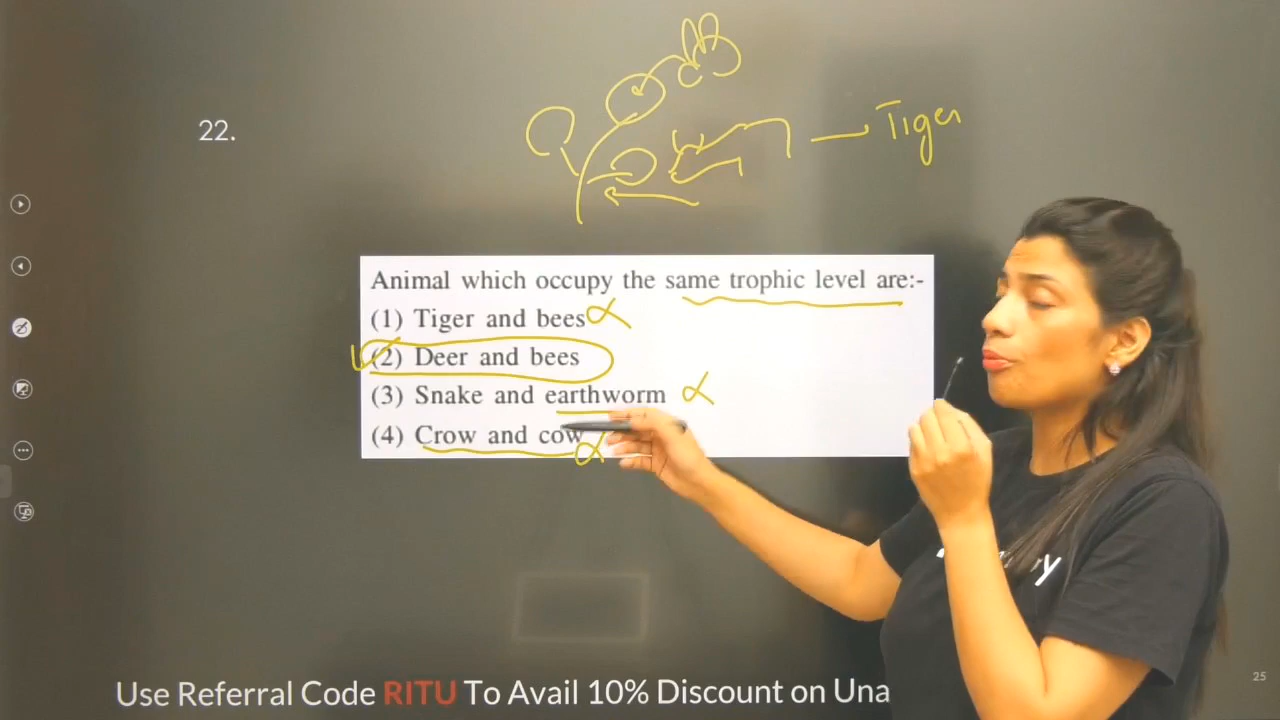 Tiger
22.
Animal which occupy the same trophic level are:-
(1) Tiger and bees
(2) Deer and bees
(3) Snake and earthworm
(4) Crow and cow
Use Referral Code RITU To Avail 10% Discount on Una
25